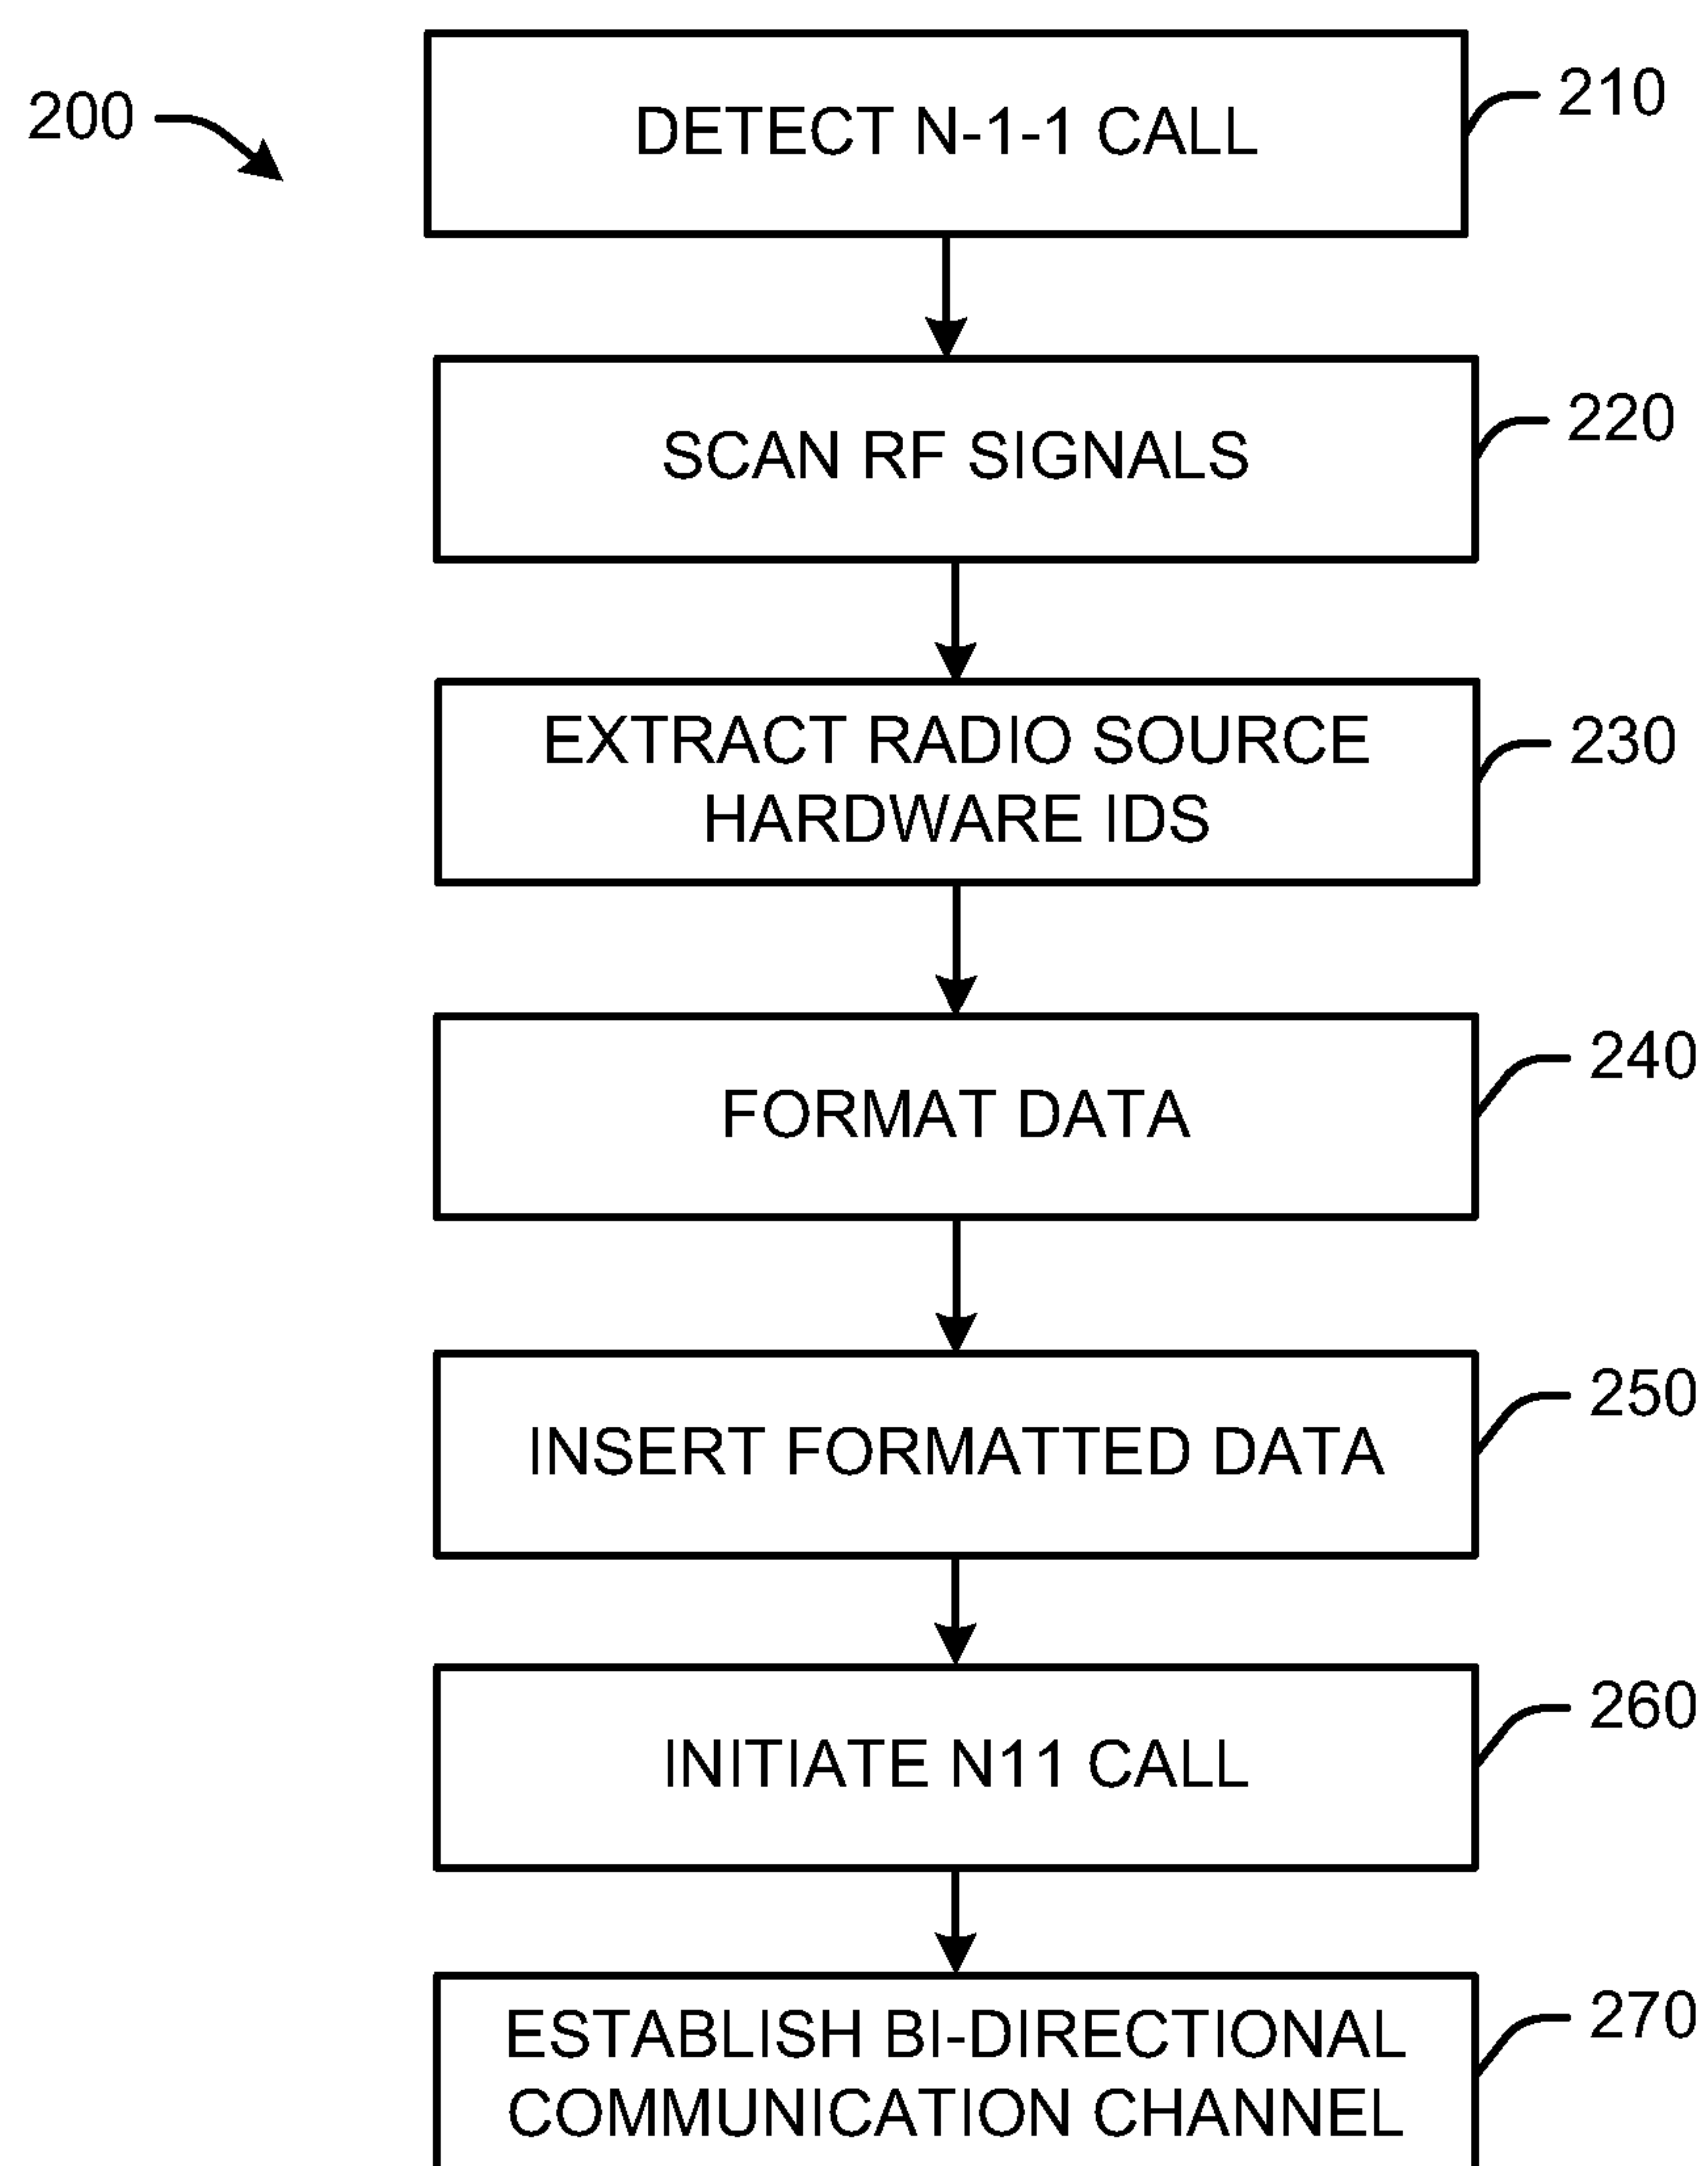 200
DETECT N-1-1 CALL
210
SCAN RF SIGNALS
220
EXTRACT RADIO SOURCE
HARDWARE IDS
230
FORMAT DATA
240
INSERT FORMATTED DATA
250
INITIATE N11 CALL
260
ESTABLISH BI-DIRECTIONAL
COMMUNICATION CHANNEL
270